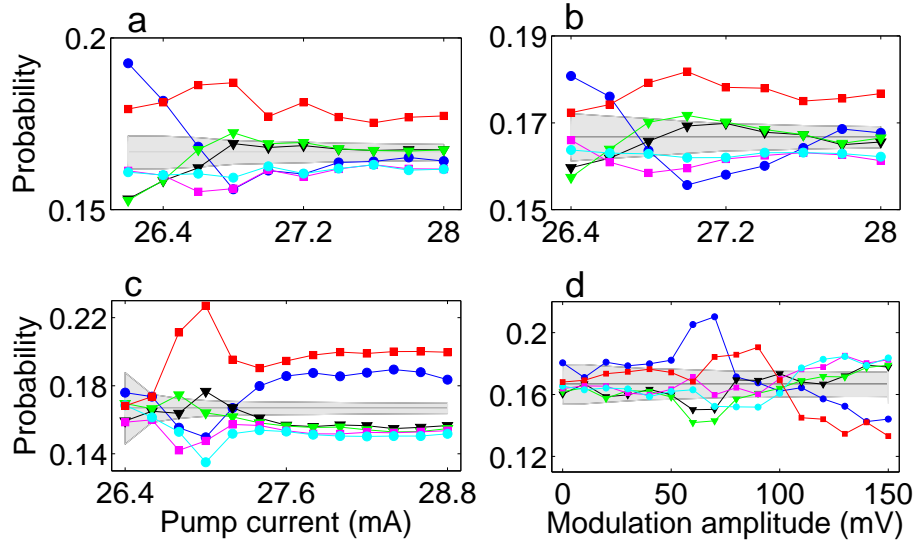 a
b
0.2
0.15
Probability
26.4 27.2 28
0.19
0.17
0.15
26.4 27.2 28
c
d
0.22
0.18
0.14
Probability
26.4 27.6 28.8
Pump current (mA)
0.2
0.16
0.12
0 50 100 150
Modulation amplitude (mV)